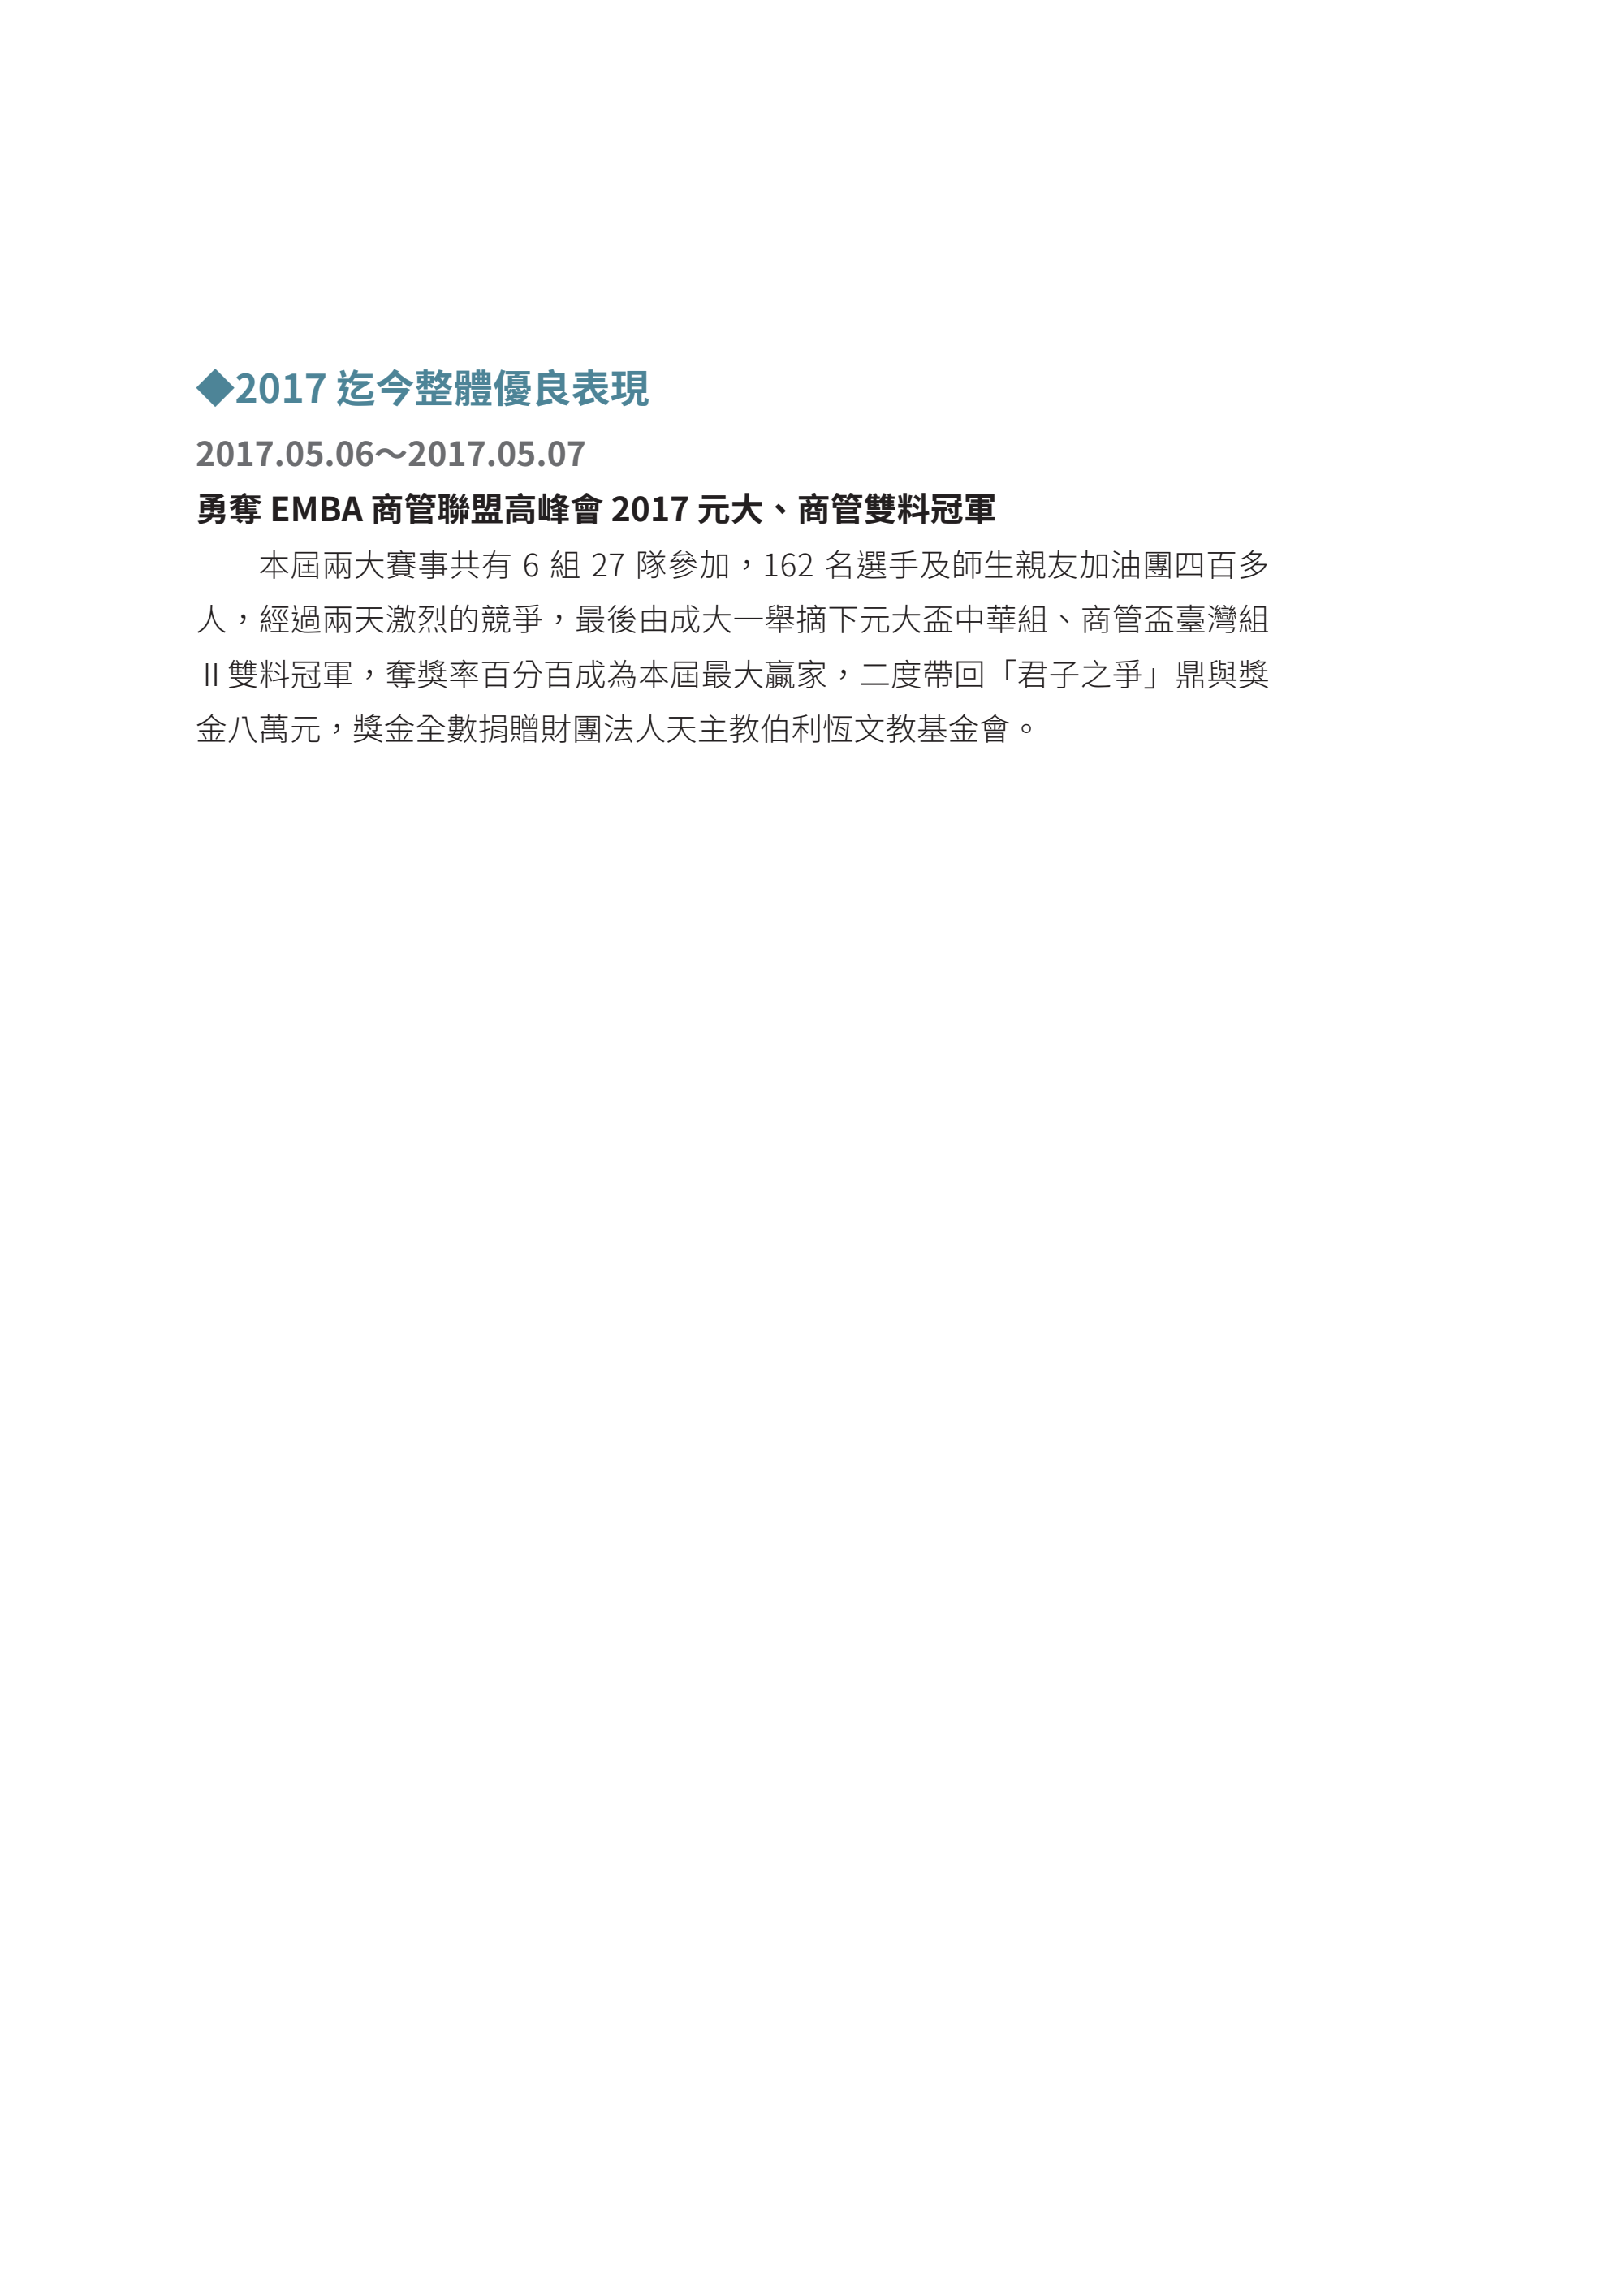 ◆2017 迄今整體優良表現
2017.05.06～2017.05.07
勇奪 EMBA 商管聯盟高峰會 2017 元大、商管雙料冠軍
本屆兩大賽事共有 6 組 27 隊參加，162 名選手及師生親友加油團四百多
人，經過兩天激烈的競爭，最後由成大一舉摘下元大盃中華組、商管盃臺灣組
Ⅱ雙料冠軍，奪獎率百分百成為本屆最大贏家，二度帶回「君子之爭」鼎與獎
金八萬元，獎金全數捐贈財團法人天主教伯利恆文教基金會。